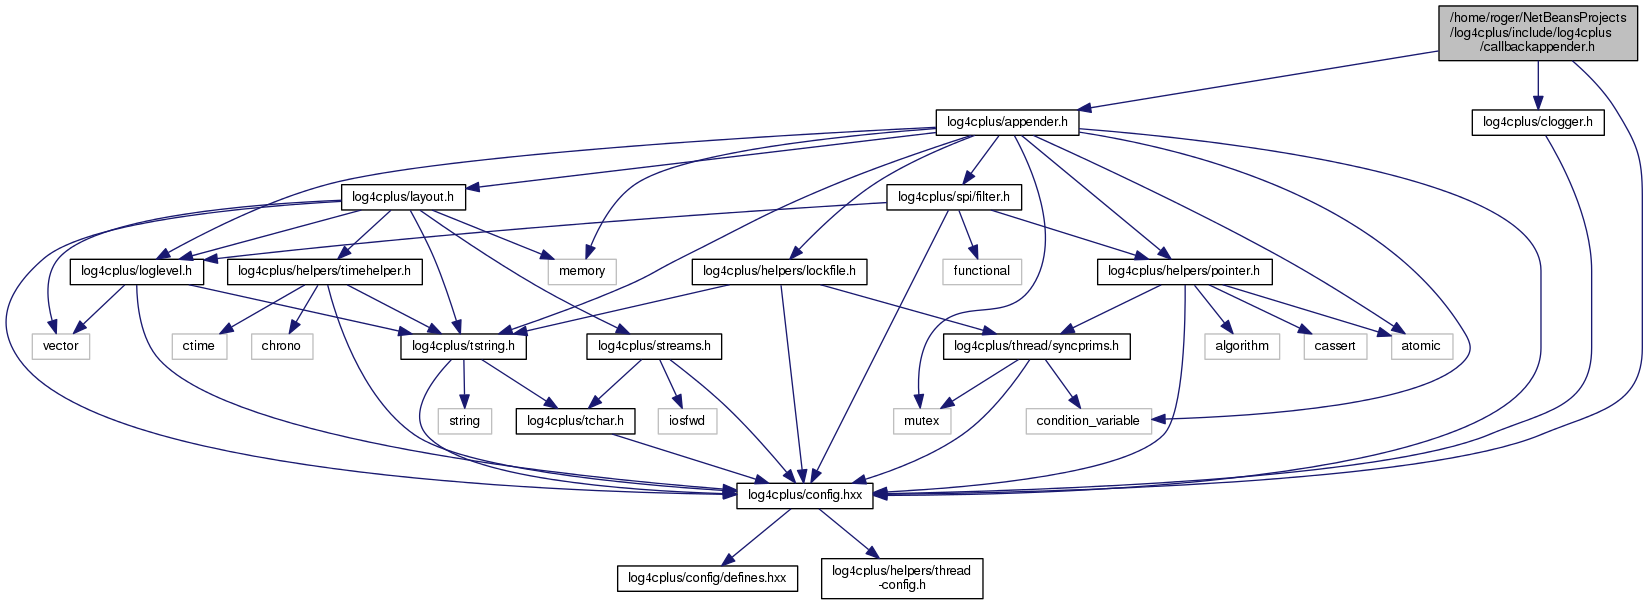 /home/roger/NetBeansProjects
/log4cplus/include/log4cplus
/callbackappender.h
log4cplus/appender.h
log4cplus/clogger.h
log4cplus/layout.h
log4cplus/spi/filter.h
log4cplus/loglevel.h
log4cplus/helpers/timehelper.h
memory
log4cplus/helpers/lockfile.h
functional
log4cplus/helpers/pointer.h
vector
ctime
chrono
log4cplus/tstring.h
log4cplus/streams.h
log4cplus/thread/syncprims.h
algorithm
cassert
atomic
string
log4cplus/tchar.h
iosfwd
mutex
condition_variable
log4cplus/config.hxx
log4cplus/config/defines.hxx
log4cplus/helpers/thread
-config.h